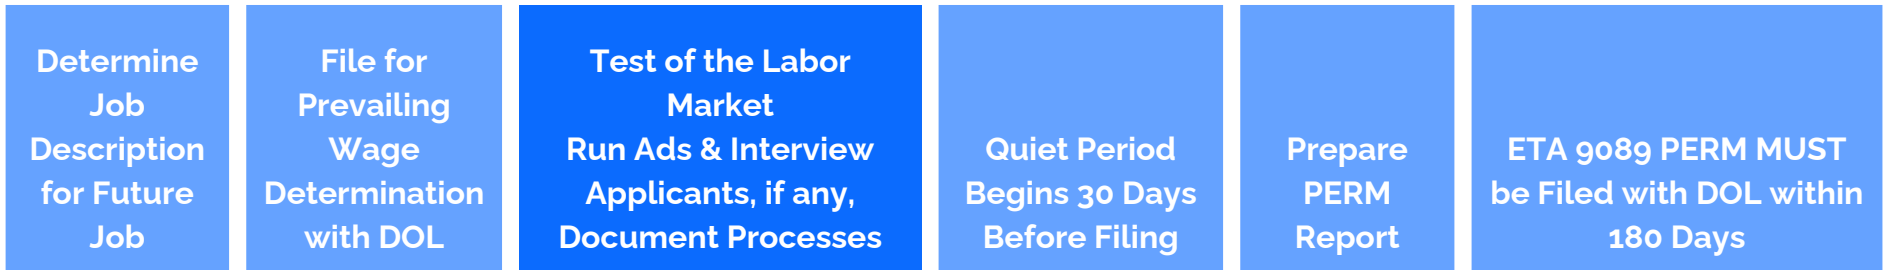 Determine
Job
Description
for Future
Job
File for
Prevailing
Wage
Determination
with DOL
Test of the Labor
Market
Run Ads & Interview
Applicants, if any,
Document Processes
Quiet Period
Begins 30 Days
Before Filing
Prepare
PERM
Report
ETA 9089 PERM MUST
be Filed with DOL within
180 Days